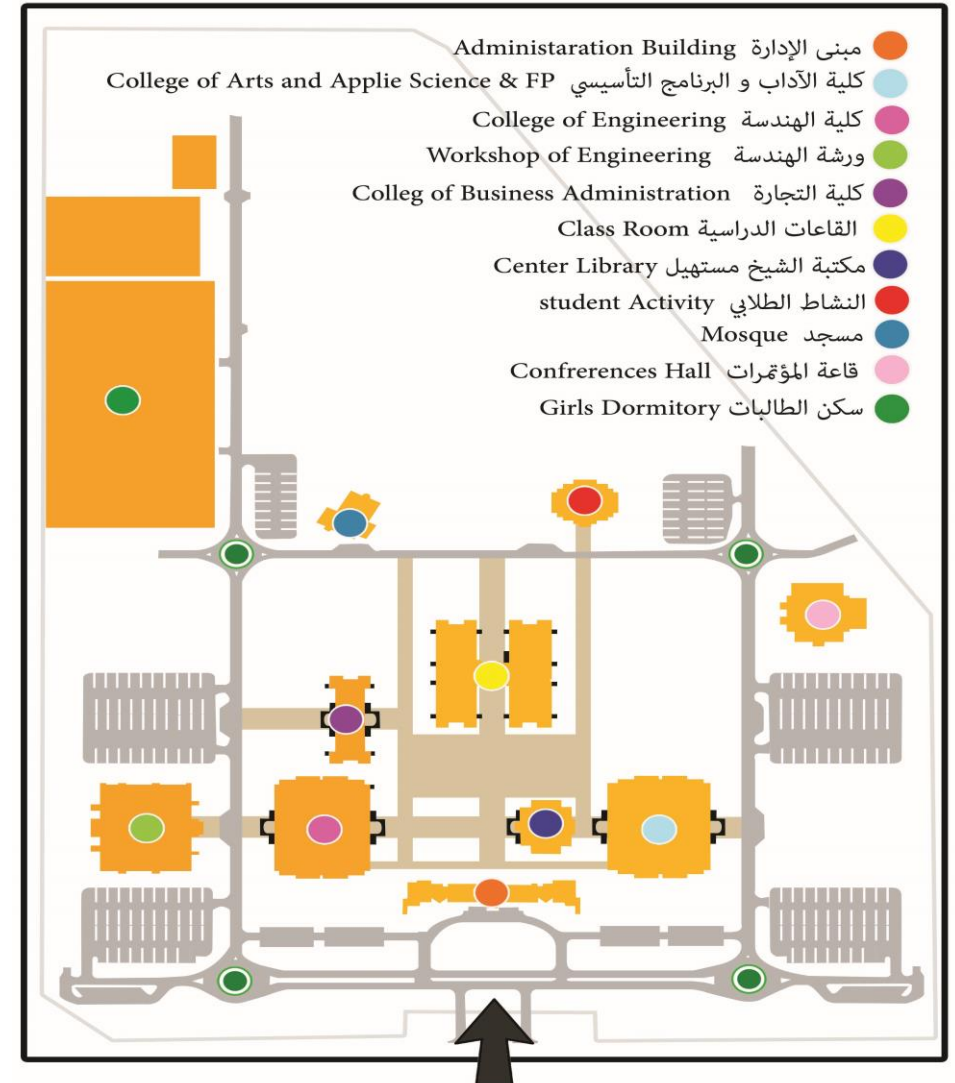 مبنى الإدارة Administaration Building
كلية الآداب و البرنامج التأسيسي College of Arts and Applie Science & FP
كلية الهندسة College of Engineering
ورشة الهندسة Workshop of Engineering
كلية التجارة Colleg of Business Administration
القاعات الدراسية Class Room
مكتبة الشيخ مستهيل Center Library
النشاط الطلابي student Activity
مسجد Mosque
قاعة المؤتمرات Confrerences Hall
سكن الطالبات Girls Dormitory